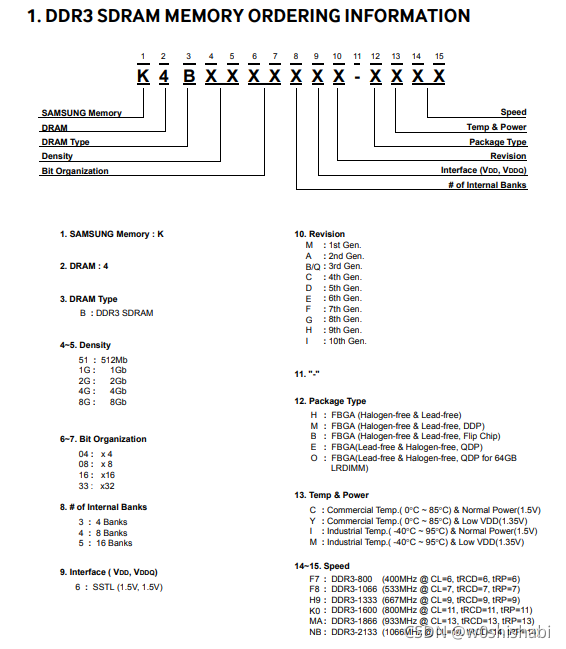 1. DDR3 SDRAM MEMORY ORDERING INFORMATION
1 2 3 4 5 6 7 8 9 10 11 12 13 14 15
K 4 B X X X X X X X - X X X X
SAMSUNG Memory
DRAM
DRAM Type
Density
Bit Organization
Speed
Temp & Power
Package Type
Revision
Interface (VDD, VDDQ)
# of Internal Banks
1. SAMSUNG Memory : K
2. DRAM : 4
3. DRAM Type
B : DDR3 SDRAM
4~5. Density
51 : 512Mb
1G : 1Gb
2G : 2Gb
4G : 4Gb
8G : 8Gb
6~7. Bit Organization
04 : x 4
08 : x 8
16 : x16
33 : x32
8. # of Internal Banks
3 : 4 Banks
4 : 8 Banks
5 : 16 Banks
9. Interface ( VDD, VDDQ)
6 : SSTL (1.5V, 1.5V)
10. Revision
M : 1st Gen.
A : 2nd Gen.
B/Q : 3rd Gen.
C : 4th Gen.
D : 5th Gen.
E : 6th Gen.
F : 7th Gen.
G : 8th Gen.
H : 9th Gen.
I : 10th Gen.
11. "-"
12. Package Type
H : FBGA (Halogen-free & Lead-free)
M : FBGA (Halogen-free & Lead-free, DDP)
B : FBGA (Halogen-free & Lead-free, Flip Chip)
E : FBGA(Lead-free & Halogen-free, QDP)
O : FBGA(Lead-free & Halogen-free, QDP for 64GB
LRDIMM)
13. Temp & Power
C : Commercial Temp.( 0°C ~ 85°C) & Normal Power(1.5V)
Y : Commercial Temp.( 0°C ~ 85°C) & Low VDD(1.35V)
I : Industrial Temp.( -40°C ~ 95°C) & Normal Power(1.5V)
M : Industrial Temp.( -40°C ~ 95°C) & Low VDD(1.35V)
14~15. Speed
F7 : DDR3-800 (400MHz @ CL=6, tRCD=6, tRP=6)
F8 : DDR3-1066 (533MHz @ CL=7, tRCD=7, tRP=7)
H9 : DDR3-1333 (667MHz @ CL=9, tRCD=9, tRP=9)
K0 : DDR3-1600 (800MHz @ CL=11, tRCD=11, tRP=11)
MA : DDR3-1866 (933MHz @ CL=13, tRCD=13, tRP=13)
NB : DDR3-2133 (1066MHz @
CSDN @w0shishabi